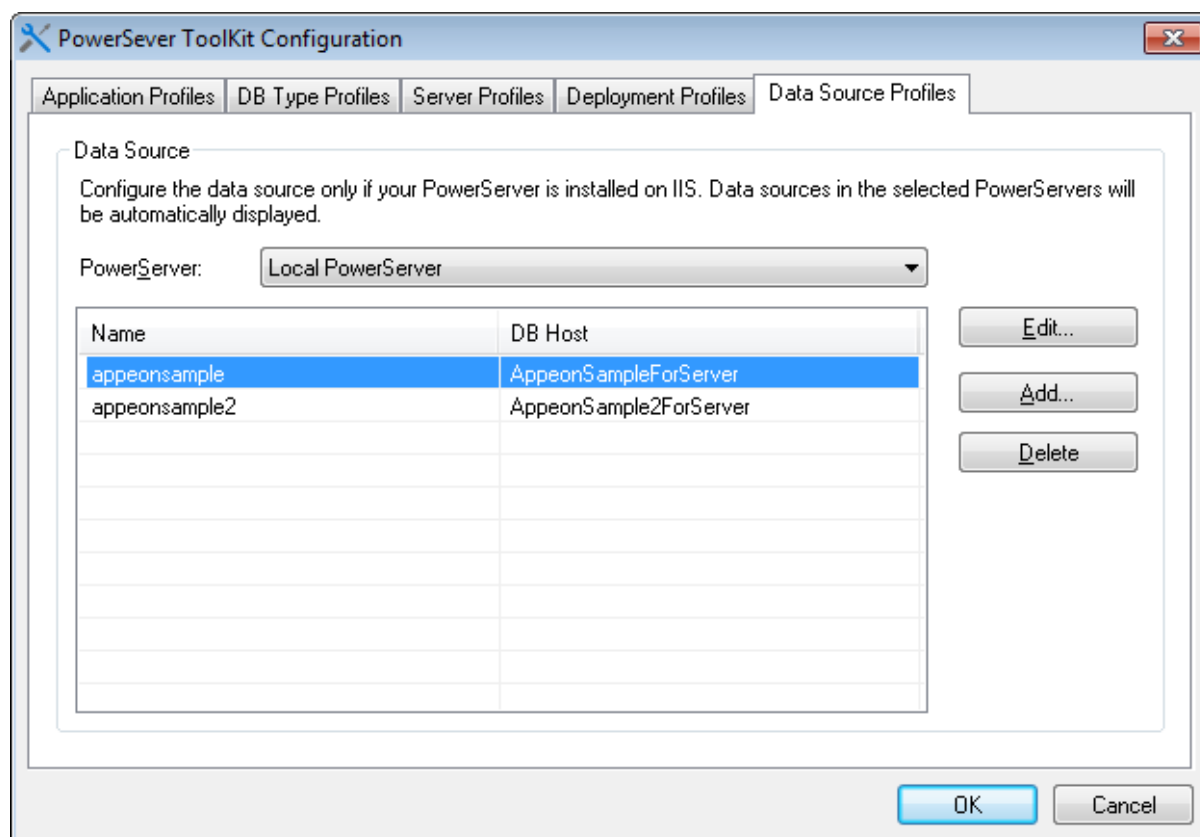 PowerSever ToolKit Configuration
Application Profiles DB Type Profiles Server Profiles Deployment Profiles Data Source Profiles
Data Source
Configure the data source only if your PowerServer is installed on IIS. Data sources in the selected PowerServers will
be automatically displayed.
PowerServer: Local PowerServer
Name DB Host
appeonsample AppeonSampleForServer
appeonsample2 AppeonSample2ForServer
Edit...
Add...
Delete
OK Cancel